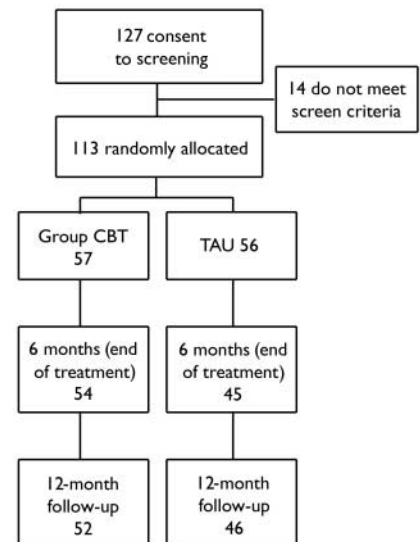 127 consent
to screening
14 do not meet
screen criteria
113 randomly allocated
Group CBT
57
TAU 56
6 months (end
of treatment)
54
6 months (end
of treatment)
45
12-month
follow-up
52
12-month
follow-up
46